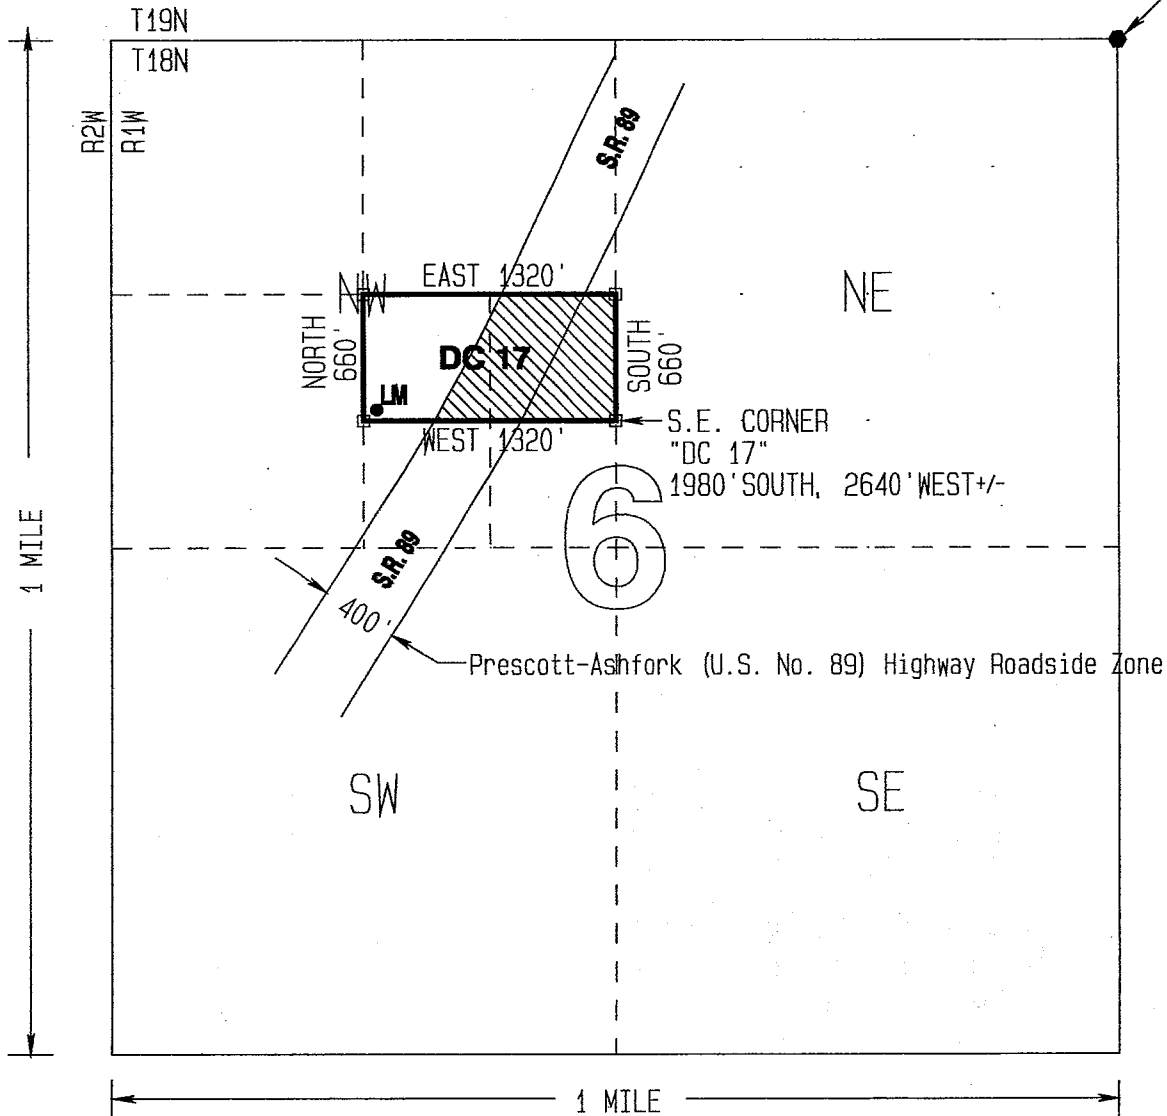 T19N
T18N
R2W
R1W
S.R. 89
EAST 1320'
NW
NE
NORTH
660'
DC 17
SOUTH
660'
LM
WEST 1320'
S.E. CORNER
"DC 17"
1980'SOUTH, 2640'WEST+/-
6
1 MILE
S.R. 89
400'
Prescott-Ashfork (U.S. No. 89) Highway Roadside Zone
SW
SE
1 MILE